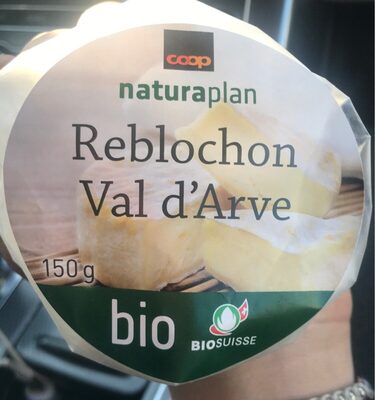 coop
naturaplan
Reblochon
Val d'Arve
150 g
bio
BIOSUISSE